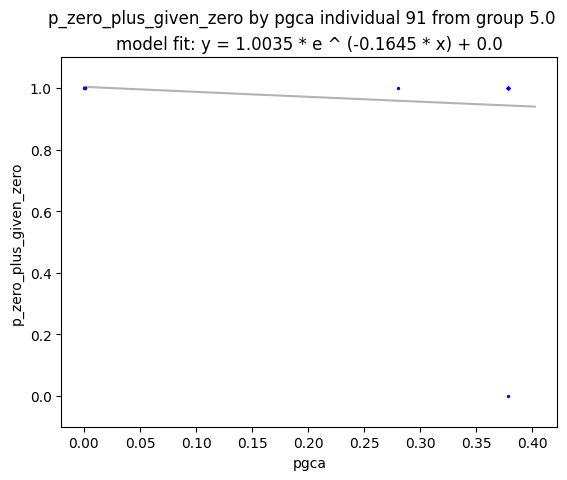 p_zero_plus_given_zero by pgca individual 91 from group 5.0
model fit: y = 1.0035 * e ^ (-0.1645 * x) + 0.0
1.0
0.8
0.6
0.4
0.2
0.0
p_zero_plus_given_zero
0.00 0.05 0.10 0.15 0.20 0.25 0.30 0.35 0.40
pgca